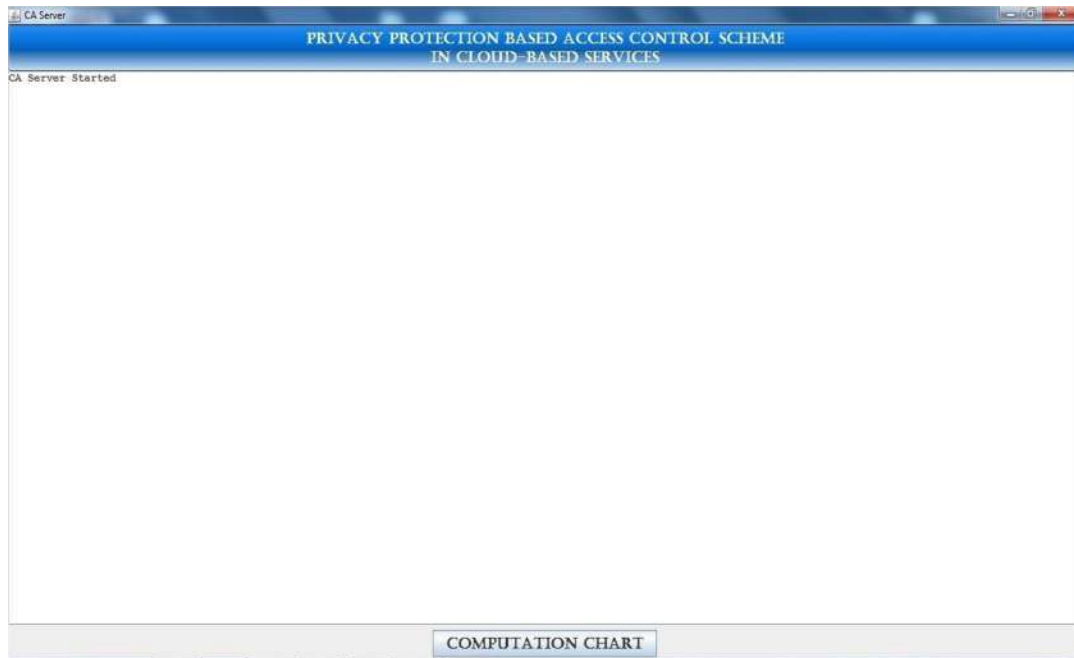 CA Server
PRIVACY PROTECTION BASED ACCESS CONTROL SCHEME
IN CLOUD-BASED SERVICES
CA Server Started
COMPUTATION CHART